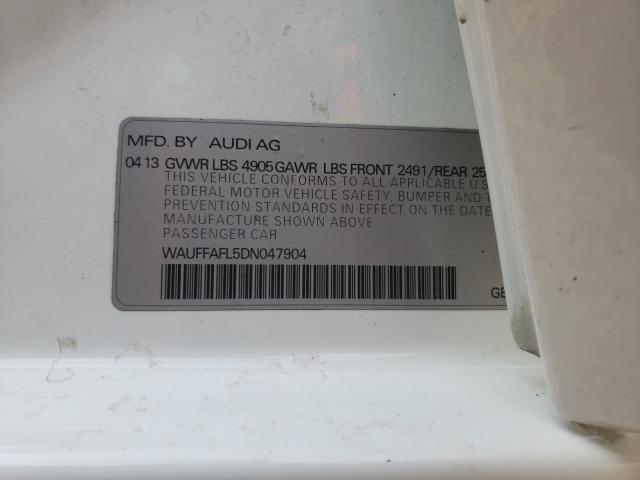 MFD. BY AUDI AG
04 13 GVWR LBS 4905 GAWR LBS FRONT 2491/REAR 25
THIS VEHICLE CONFORMS TO ALL APPLICABLE U S
FEDERAL MOTOR VEHICLE SAFETY, BUMPER AND T
PREVENTION STANDARDS IN EFFECT ON THE DATE
MANUFACTURE SHOWN ABOVE
PASSENGER CAR
WAUFFAFL5DN047904
GE